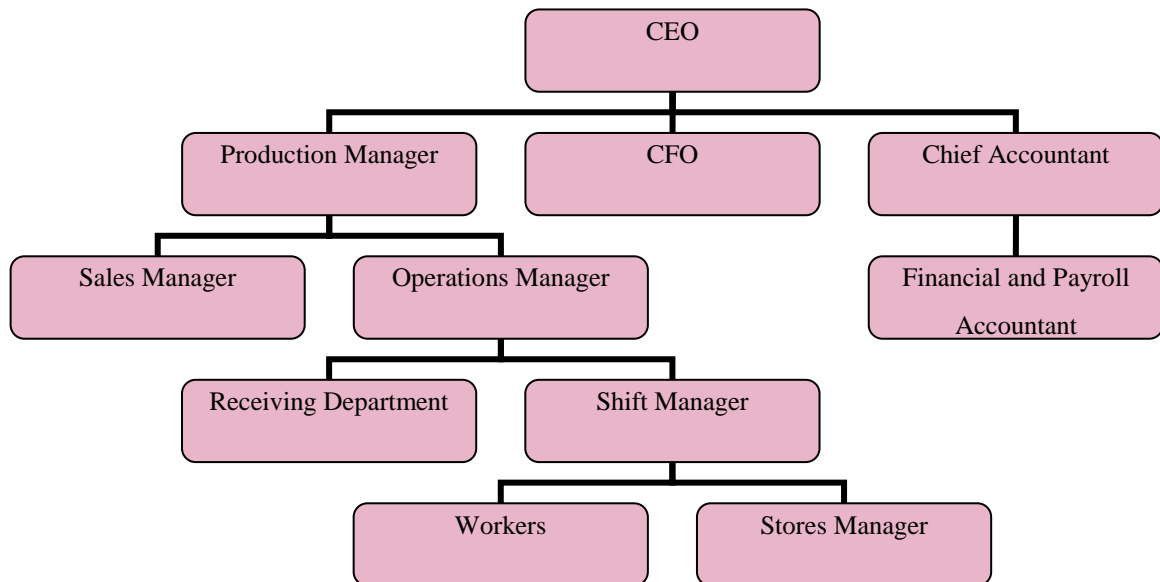 CEO
Production Manager
CFO
Chief Accountant
Sales Manager
Operations Manager
Financial and Payroll
Accountant
Receiving Department
Shift Manager
Workers
Stores Manager